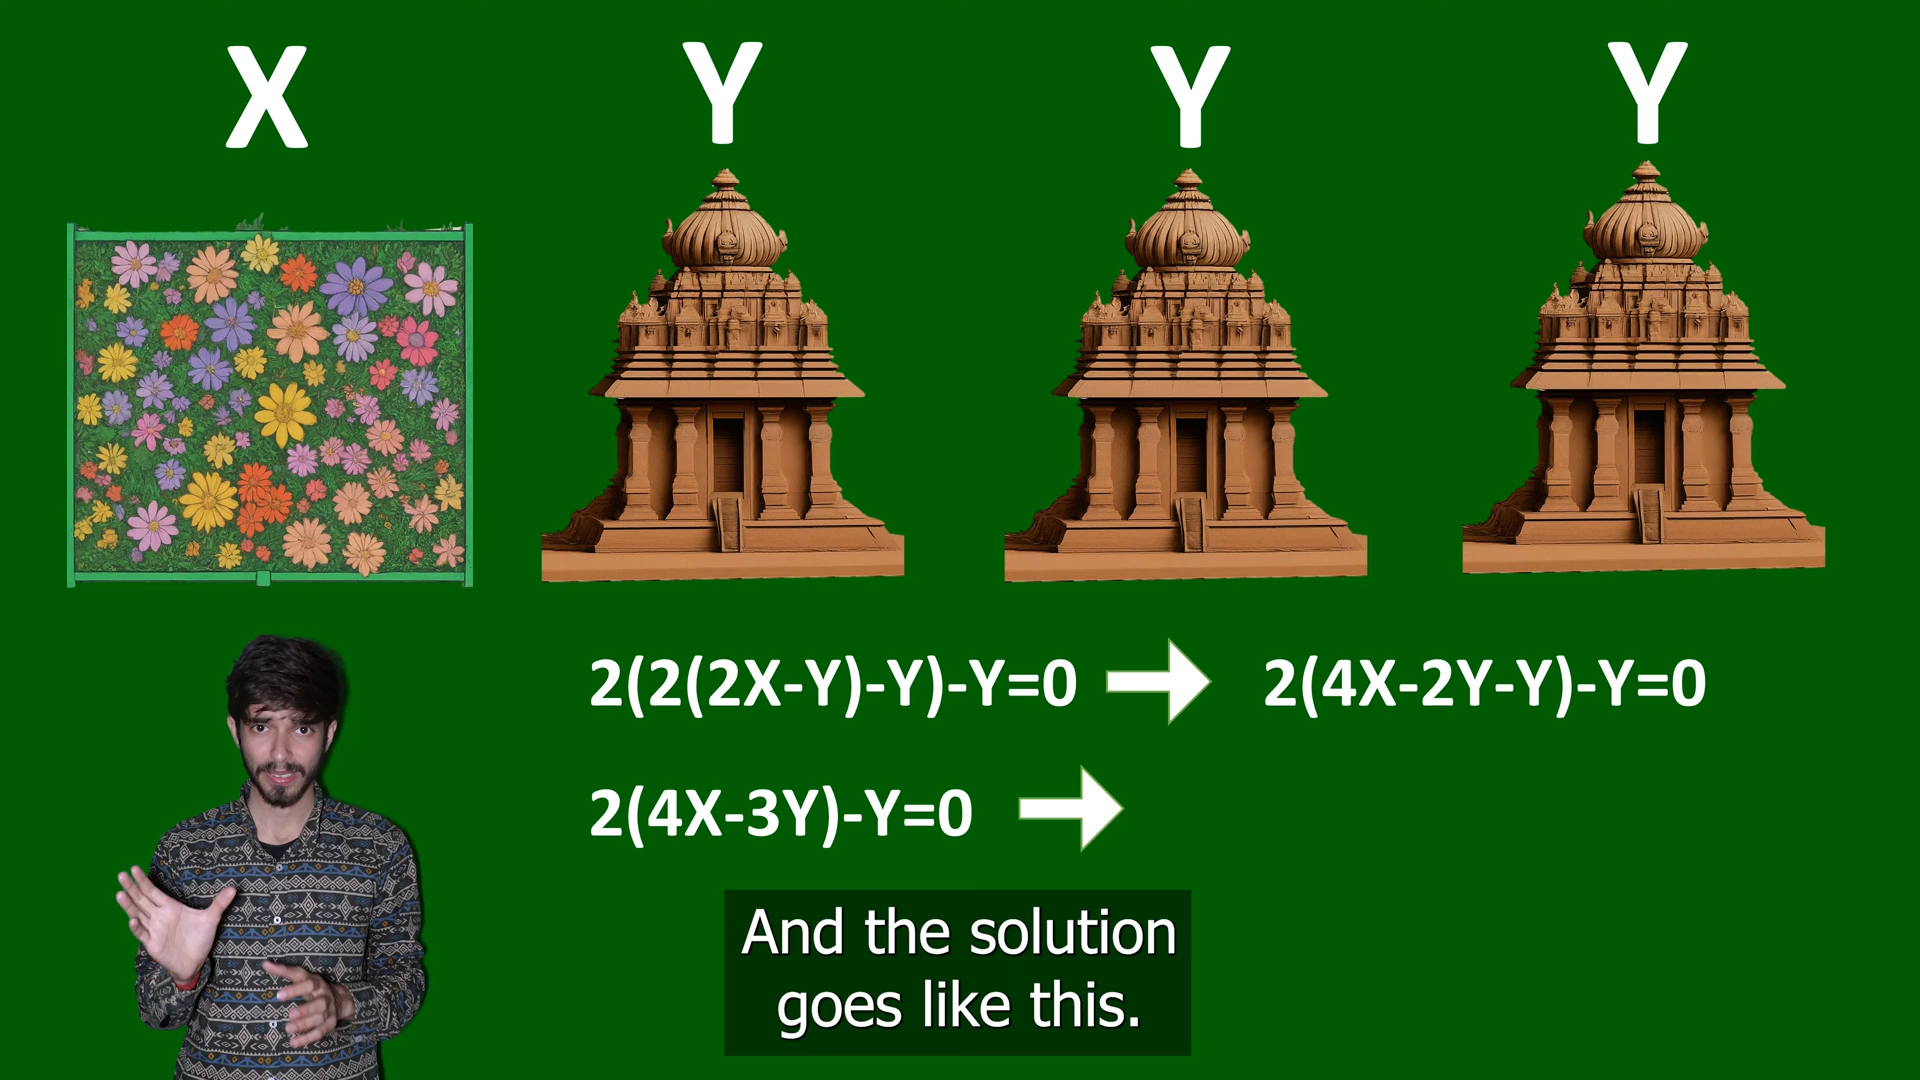 X Y Y Y
2(2(2X-Y)-Y)-Y=0 2(4X-2Y-Y)-Y=0
2(4X-3Y)-Y=0
And the solution
goes like this.